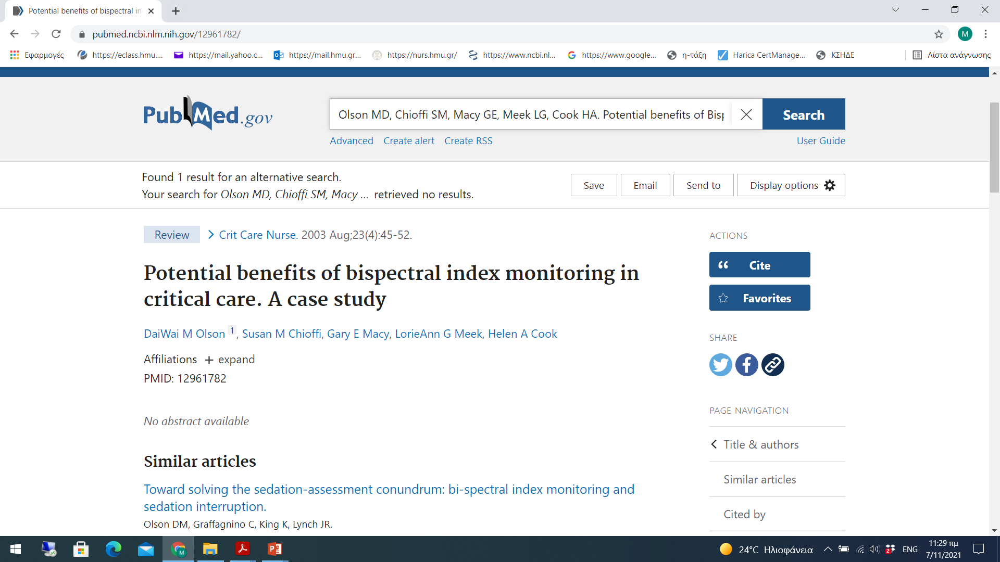 Potential benefits of bispectral in
pubmed.ncbi.nlm.nih.gov/12961782/
M
Εφαρμογές
https://eclass.hmu....
https://mail.yahoo.c...
https://mail.hmu.gr...
https://nurs.hmu.gr/
https://www.ncbi.nl...
https://www.google...
η-τάξη
Harica CertManage...
ΚΣΗΔΕ
Λίστα ανάγνωσης
PubMed.gov
Olson MD, Chioffi SM, Macy GE, Meek LG, Cook HA. Potential benefits of Bisp
Search
Advanced Create alert Create RSS
User Guide
Found 1 result for an alternative search.
Your search for Olson MD, Chioffi SM, Macy ... retrieved no results.
Save
Email
Send to
Display options
Review
Crit Care Nurse. 2003 Aug;23(4):45-52.
Potential benefits of bispectral index monitoring in
critical care. A case study
DaiWai M Olson 1, Susan M Chioffi, Gary E Macy, LorieAnn G Meek, Helen A Cook
Affiliations + expand
PMID: 12961782
No abstract available
Similar articles
Toward solving the sedation-assessment conundrum: bi-spectral index monitoring and
sedation interruption.
Olson DM, Graffagnino C, King K, Lynch JR.
ACTIONS
Cite
Favorites
SHARE
PAGE NAVIGATION
Title & authors
Similar articles
Cited by
M
24°C Ηλιοφάνεια
2
ENG
11:29 πμ
7/11/2021